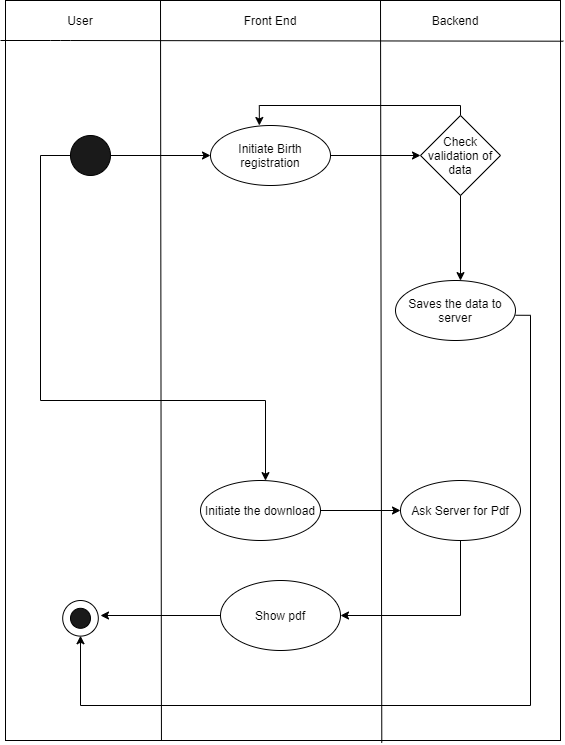 User
Front End
Backend
Initiate Birth
registration
Check
validation of
data
Saves the data to
server
Initiate the download
Ask Server for Pdf
Show pdf